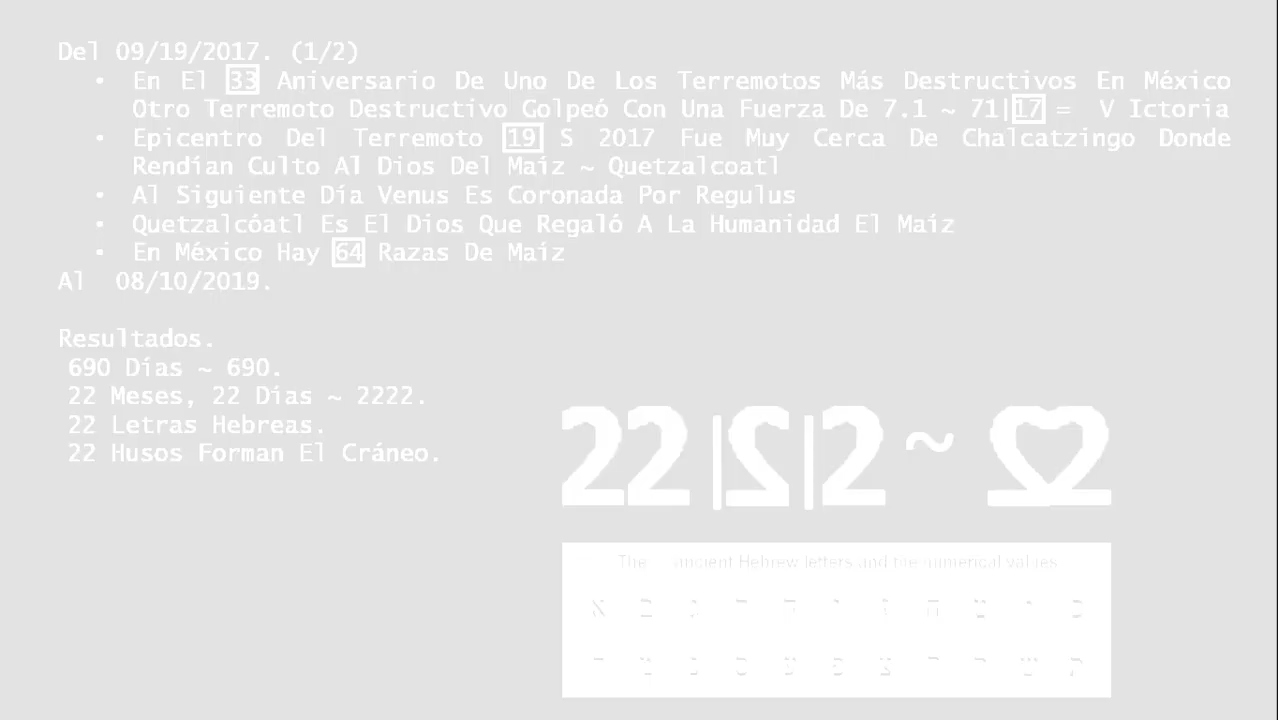 Del 09/19/2017. (1/2)
• En El 33 Aniversario De Uno De Los Terremotos Más Destructivos En México
Otro Terremoto Destructivo Golpeó Con Una Fuerza De 7.1 ~ 71|17 = V Ictoria
• Epicentro Del Terremoto 19 S 2017 Fue Muy Cerca De Chalcatzingo Donde
Rendían Culto Al Dios Del Maíz ~ Quetzalcoatl
• Al Siguiente Día Venus Es Coronada Por Regulus
• Quetzalcóatl Es El Dios Que Regaló A La Humanidad El Maíz
• En México Hay 64 Razas De Maíz
Al 08/10/2019.
Resultados.
690 Días ~ 690.
22 Meses, 22 Días ~ 2222.
22 Letras Hebreas.
22 Husos Forman El Cráneo.
22|2|2 ~
The ancient Hebrew letters and the numerical values